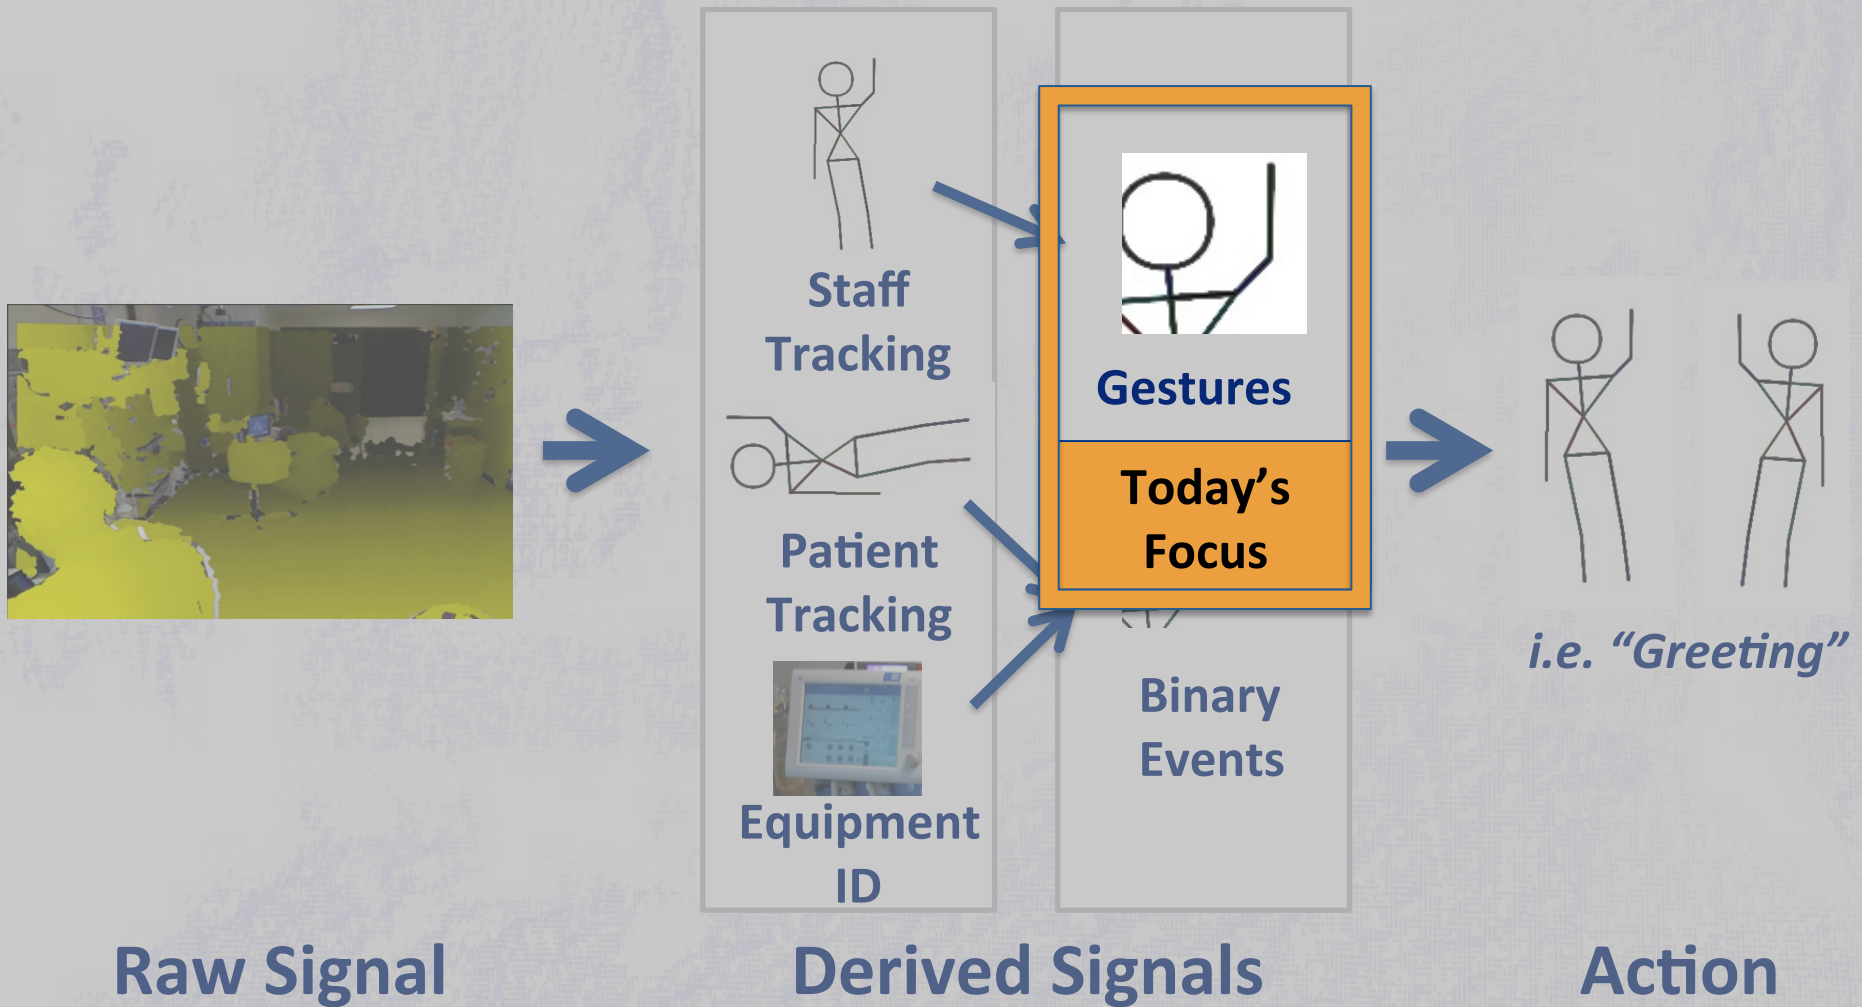 Staff
Tracking
Patient
Tracking
Equipment
ID
Gestures
Today’s
Focus
Binary
Events
i.e. “Greeting”
Raw Signal
Derived Signals
Action